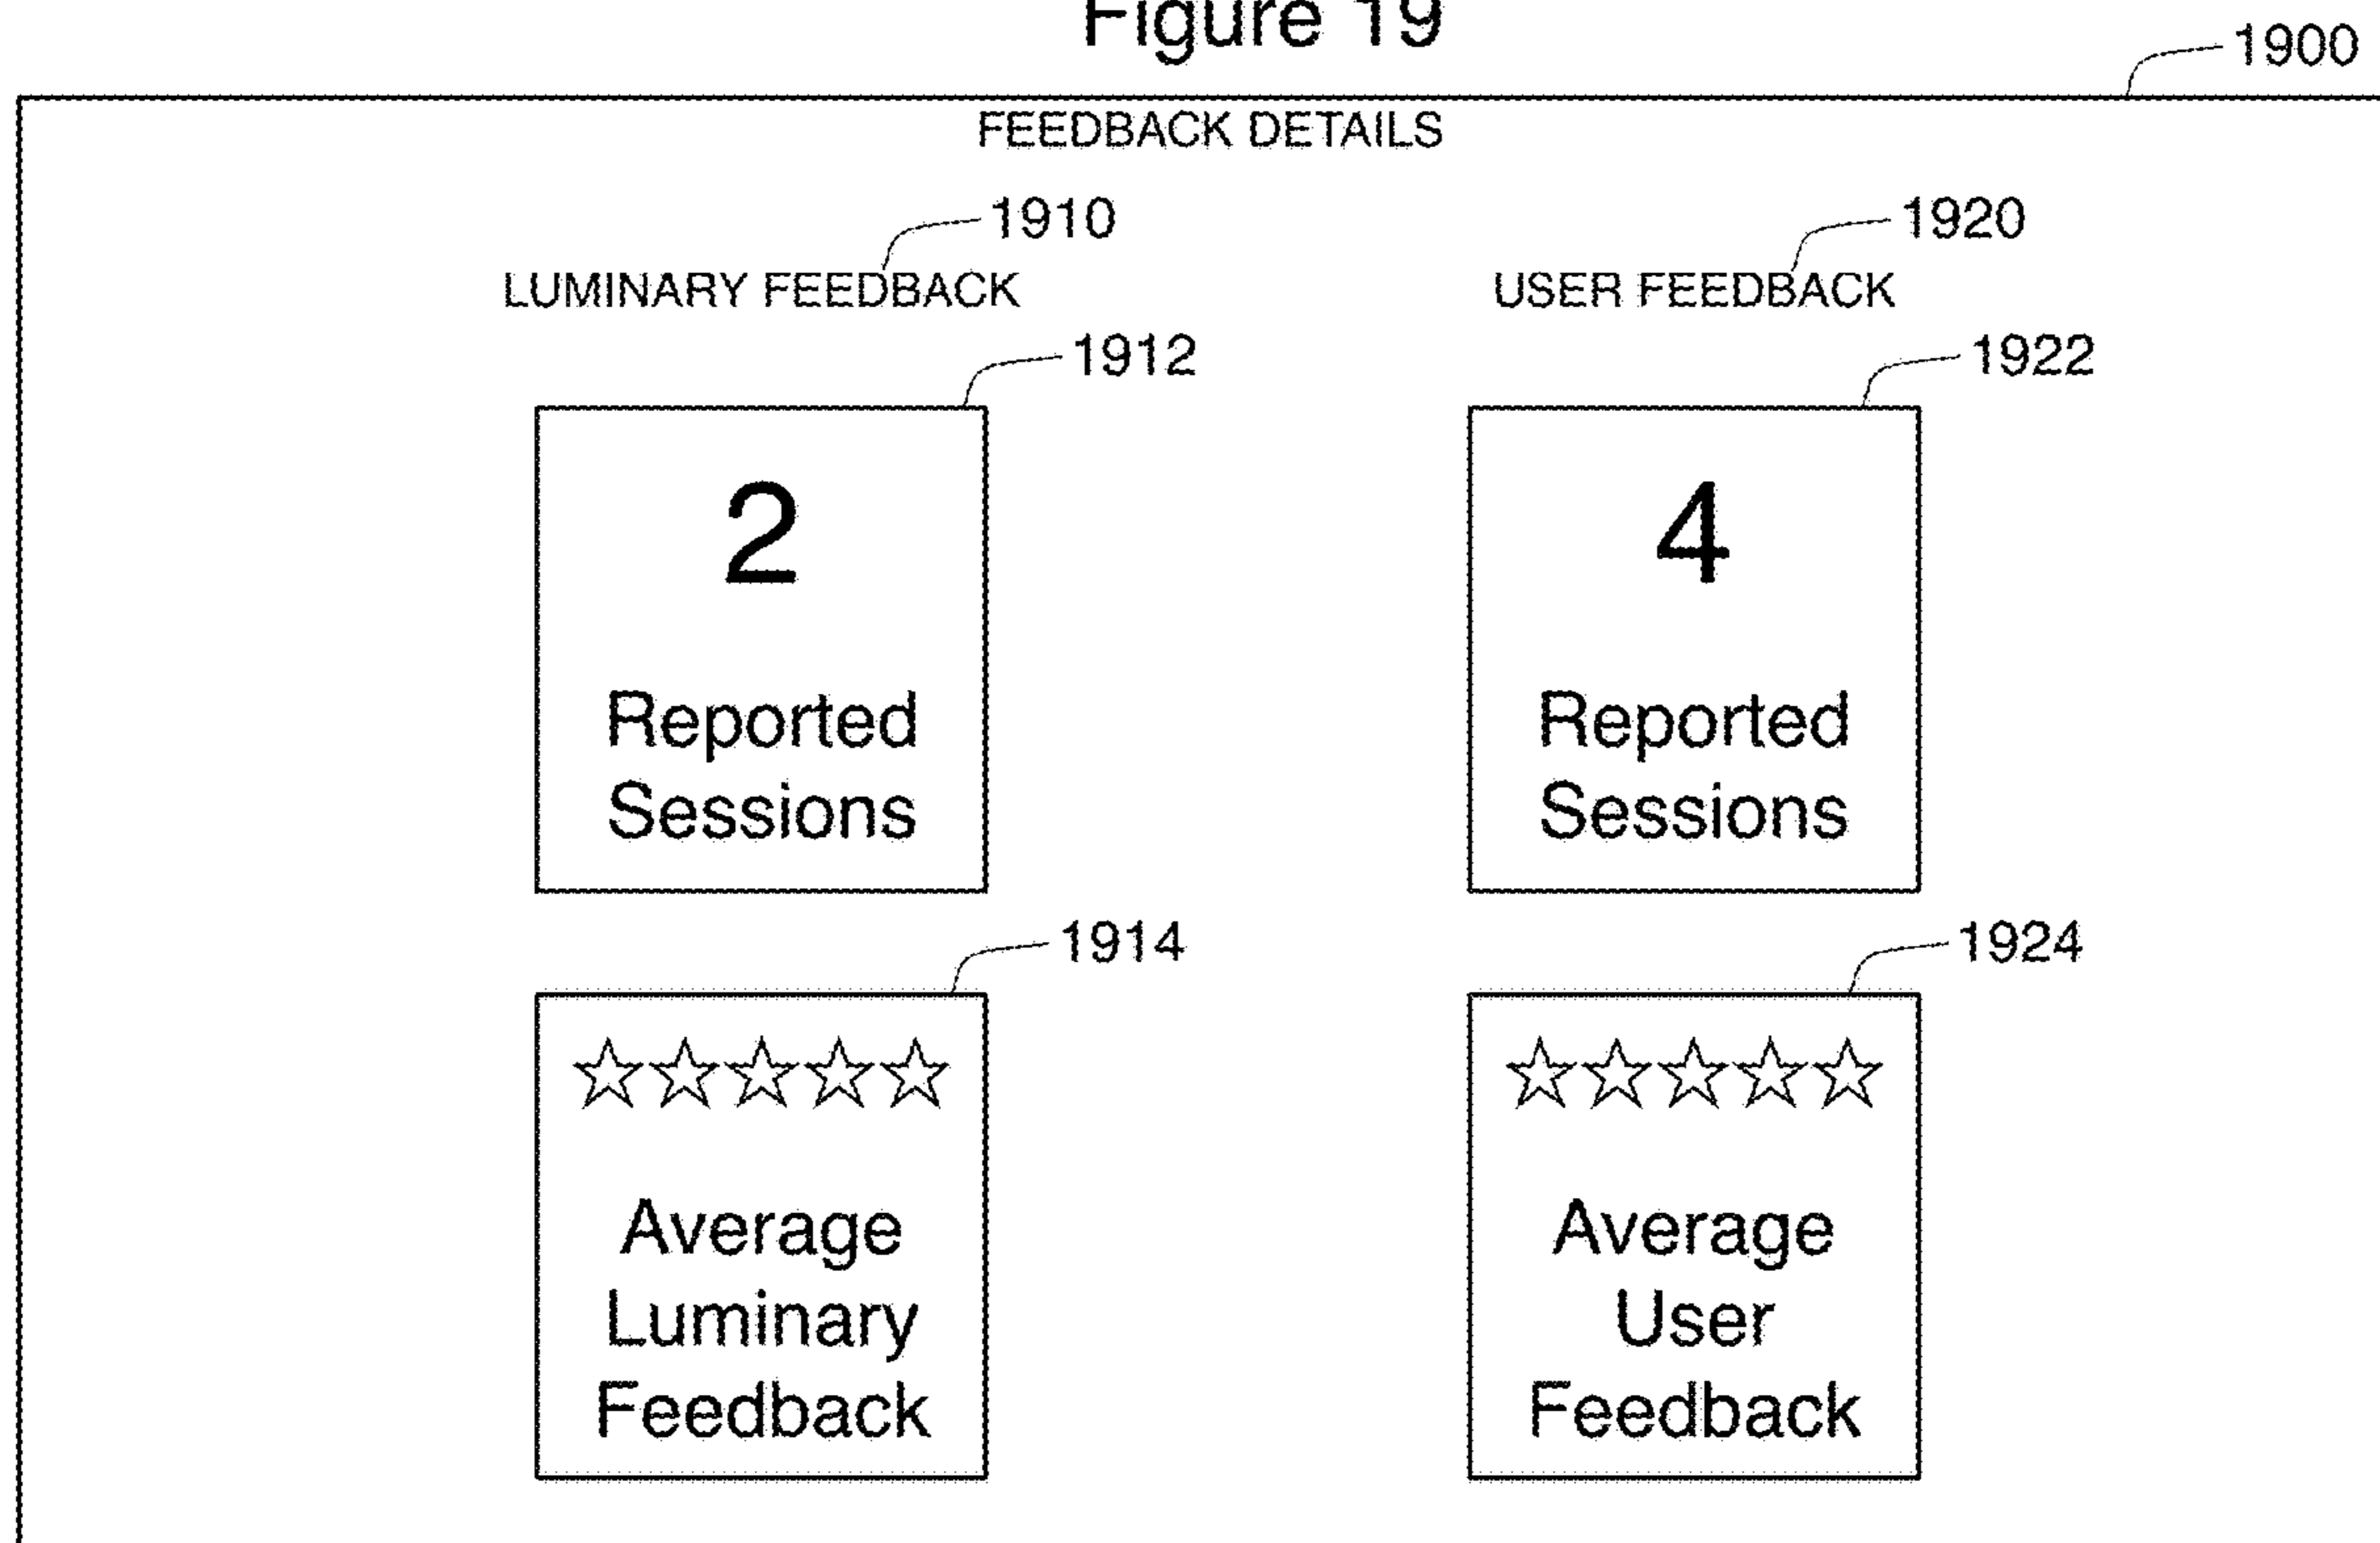 Figure 19
1900
FEEDBACK DETAILS
1910
1920
LUMINARY FEEDBACK
USER FEEDBACK
1912
1922
2
Reported
Sessions
4
Reported
Sessions
1914
1924
Average
Luminary
Feedback
Average
User
Feedback